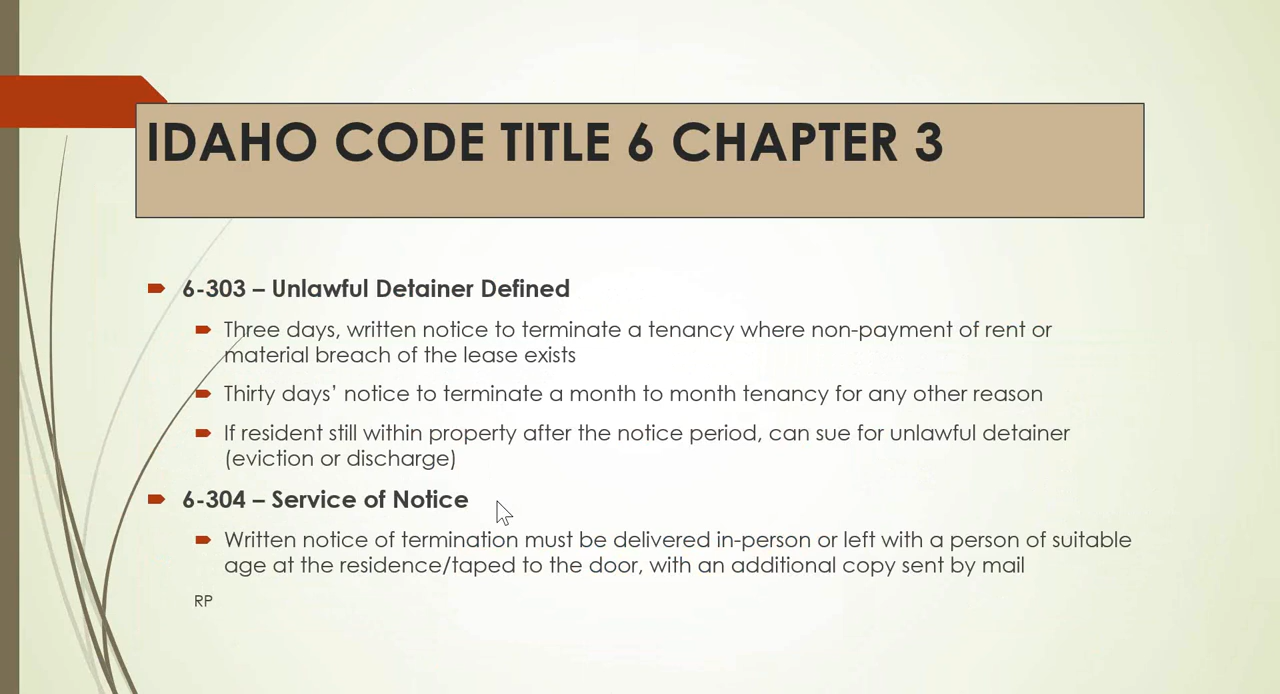 IDAHO CODE TITLE 6 CHAPTER 3
6-303 – Unlawful Detainer Defined
Three days, written notice to terminate a tenancy where non-payment of rent or
material breach of the lease exists
Thirty days’ notice to terminate a month to month tenancy for any other reason
If resident still within property after the notice period, can sue for unlawful detainer
(eviction or discharge)
6-304 – Service of Notice
Written notice of termination must be delivered in-person or left with a person of suitable
age at the residence/taped to the door, with an additional copy sent by mail
RP